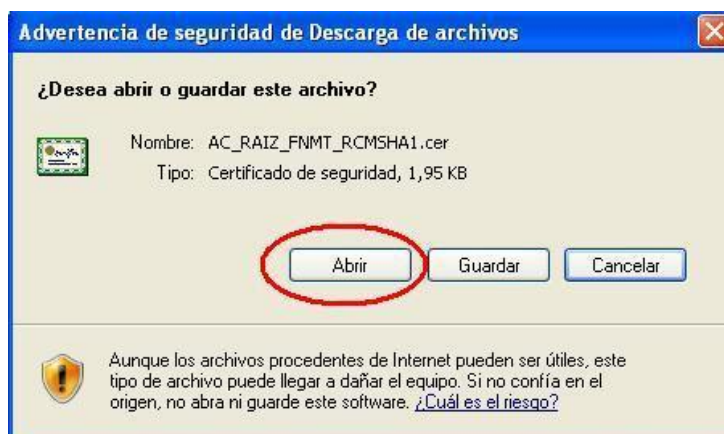 Advertencia de seguridad de Descarga de archivos
¿Desea abrir o guardar este archivo?
Nombre: AC_RAIZ_FNMT_RCMSHA1.cer
Tipo: Certificado de seguridad, 1,95 KB
Abrir Guardar Cancelar
Aunque los archivos procedentes de Internet pueden ser útiles, este
tipo de archivo puede llegar a dañar el equipo. Si no confía en el
origen, no abra ni guarde este software. ¿Cuál es el riesgo?